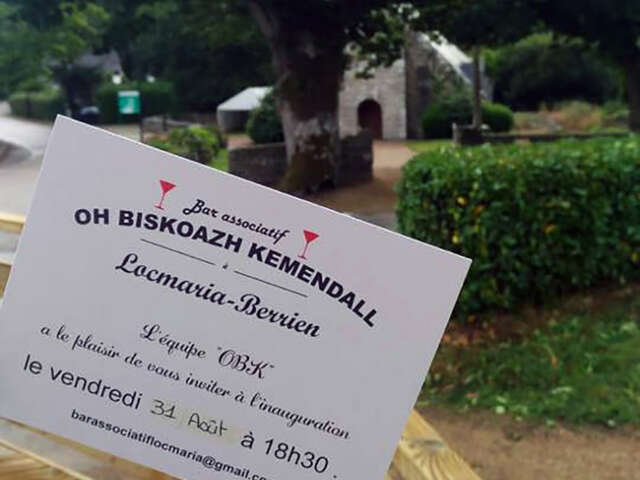 Bar associatif
OH BISKOAZH KEMENDALL
à
Locmaria-Berrien
L'équipe "OBK"
a le plaisir de vous inviter à l'inauguration
le vendredi 31 Août à 18h30.
barassociatiflocmaria@gmail.co